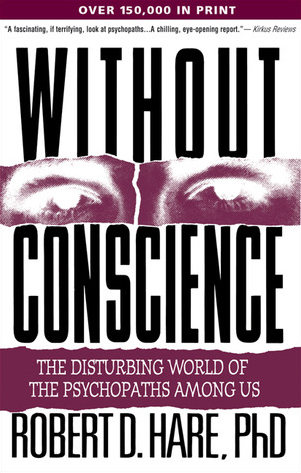 OVER 150,000 IN PRINT
"A fascinating, if terrifying, look at psychopaths...A chilling, eye-opening report."— Kirkus Reviews
WITHOUT
CONSCIENCE
THE DISTURBING WORLD OF
THE PSYCHOPATHS AMONG US
ROBERT D. HARE, PhD